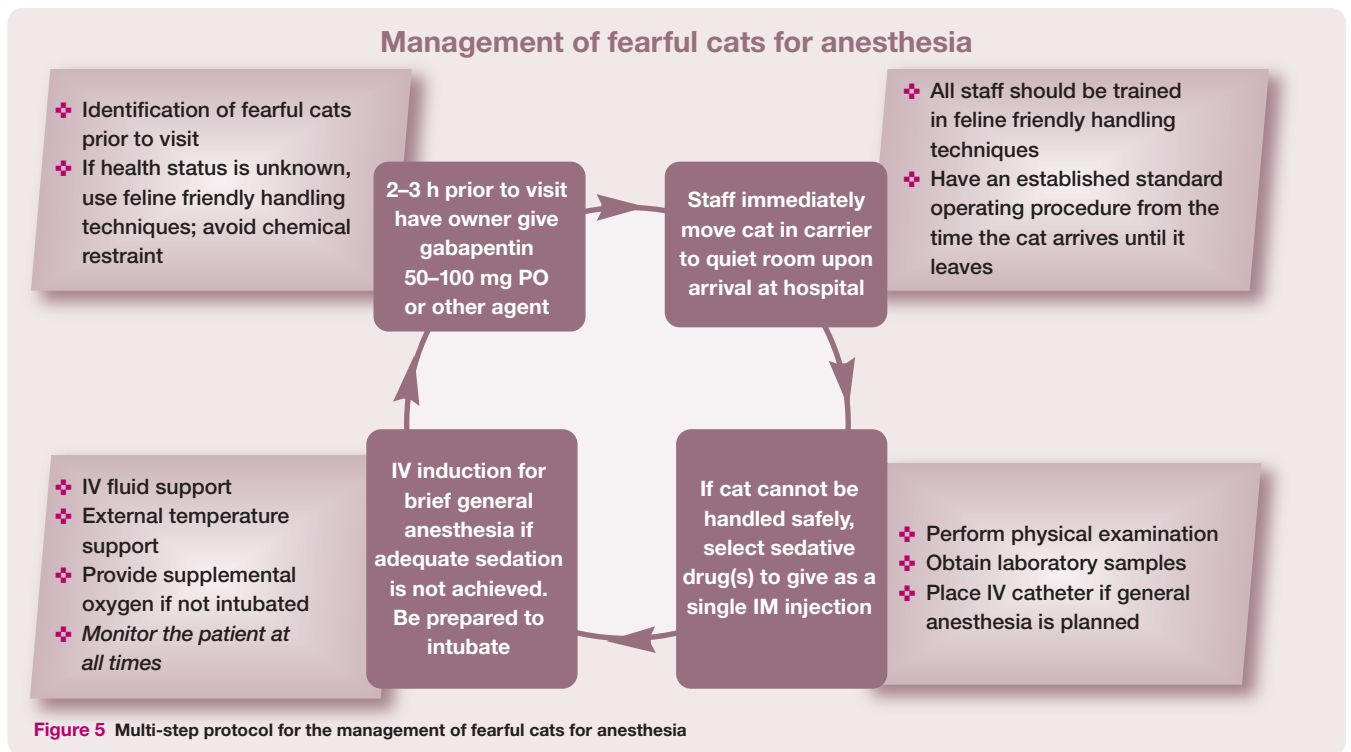 Management of fearful cats for anesthesia
✤ Identification of fearful cats
prior to visit
✤ If health status is unknown,
use feline friendly handling
techniques; avoid chemical
restraint
2–3 h prior to visit
have owner give
gabapentin
50–100 mg PO
or other agent
Staff immediately
move cat in carrier
to quiet room upon
arrival at hospital
✤ All staff should be trained
in feline friendly handling
techniques
✤ Have an established standard
operating procedure from the
time the cat arrives until it
leaves
✤ IV fluid support
✤ External temperature
support
✤ Provide supplemental
oxygen if not intubated
✤ Monitor the patient at
all times
IV induction for
brief general
anesthesia if
adequate sedation
is not achieved.
Be prepared to
intubate
If cat cannot be
handled safely,
select sedative
drug(s) to give as a
single IM injection
✤ Perform physical examination
✤ Obtain laboratory samples
✤ Place IV catheter if general
anesthesia is planned
Figure 5 Multi-step protocol for the management of fearful cats for anesthesia